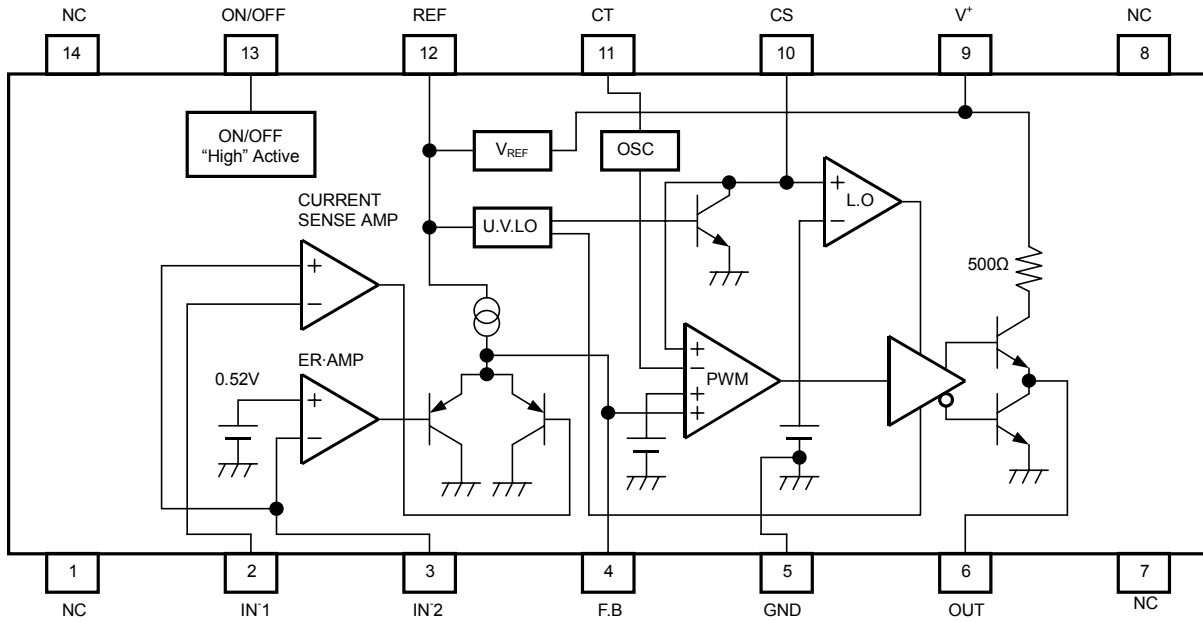 NC ON/OFF REF CT CS V⁺ NC
14 13 12 11 10 9 8
ON/OFF
“High” Active
VREF
OSC
CURRENT
SENSE AMP
U.V.LO
+
−
L.O
+
−
500Ω
ER·AMP
0.52V
+
−
PWM
+
−
+
+
1 2 3 4 5 6 7
NC IN⁻1 IN⁻2 F.B GND OUT NC